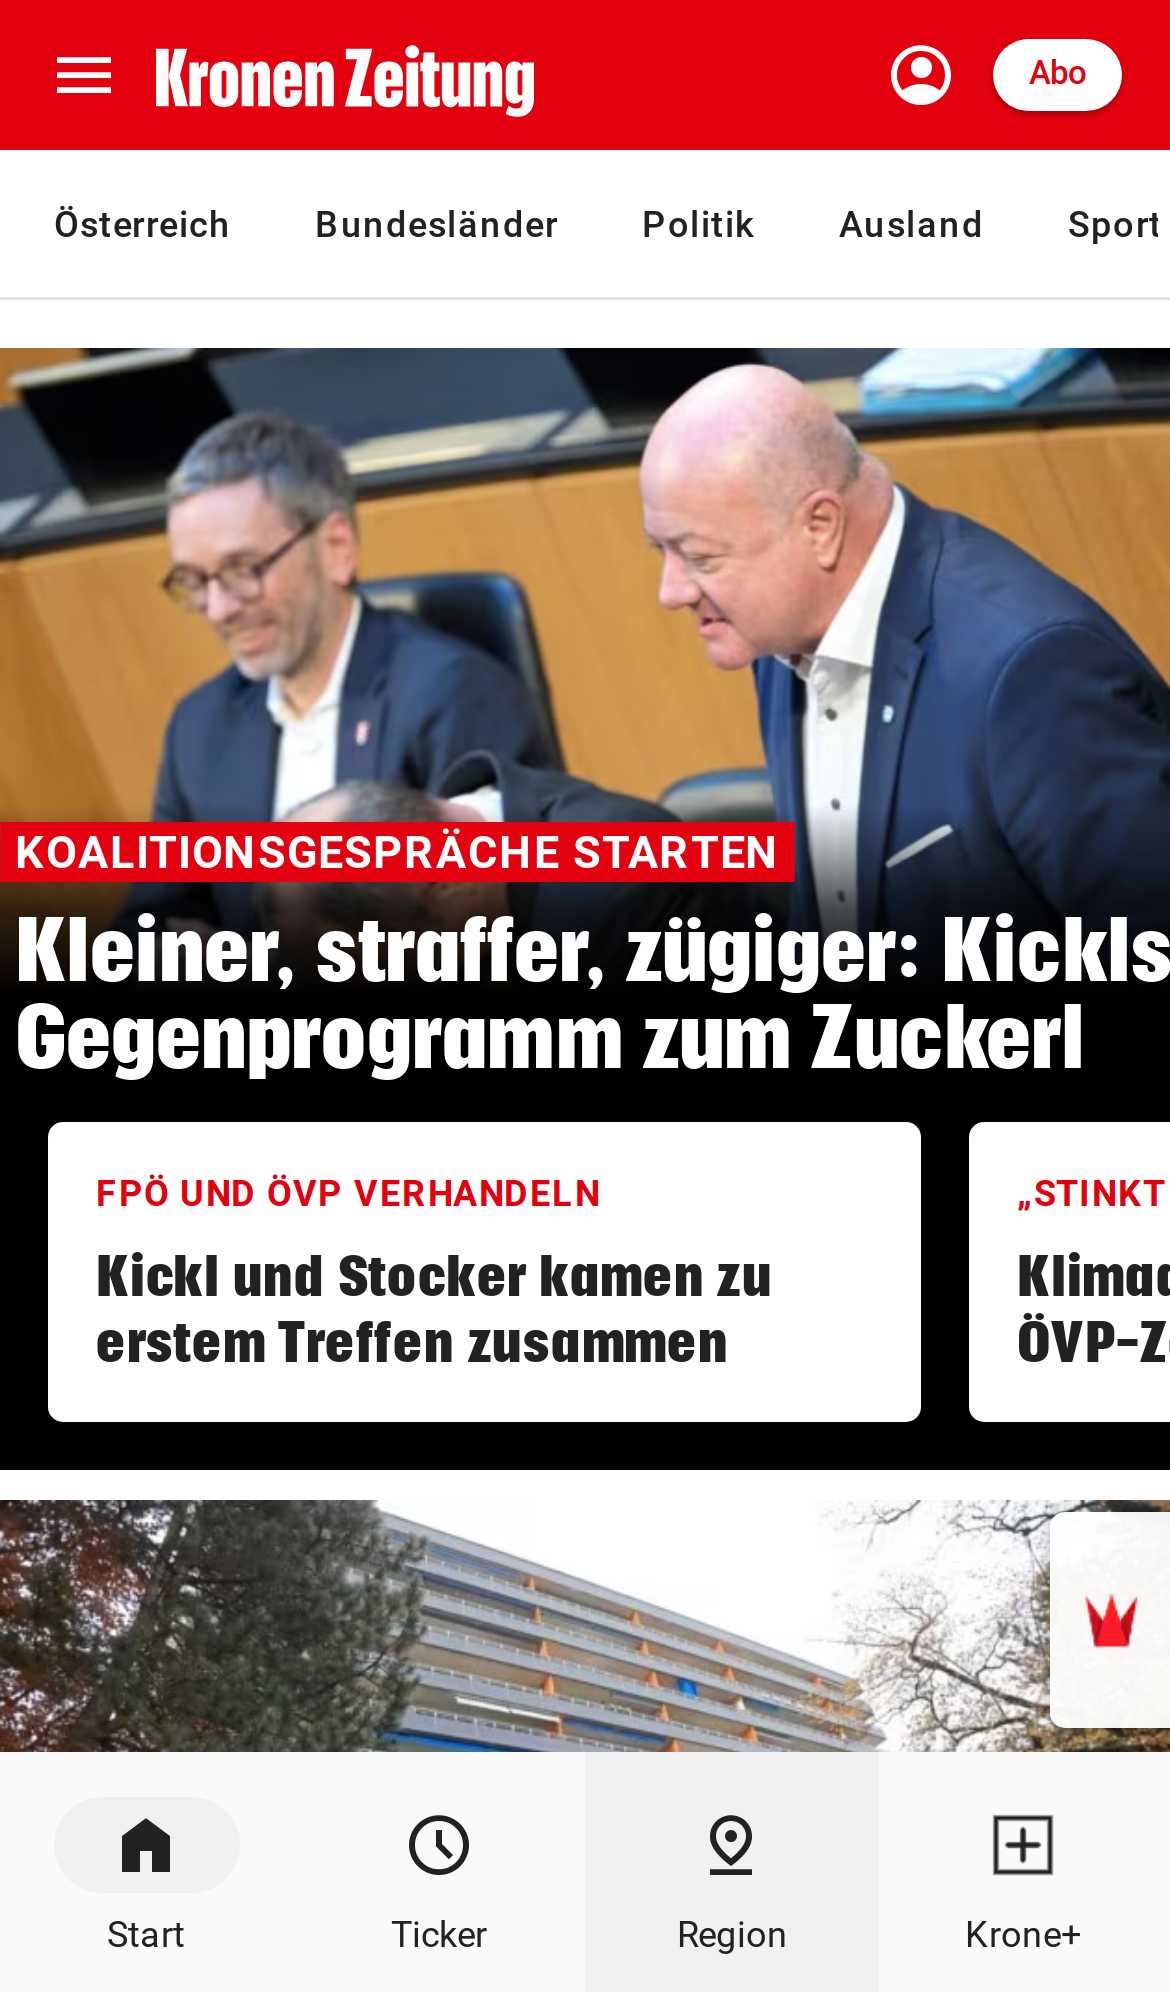 Kronen Zeitung
Abo
Österreich Bundesländer Politik Ausland Sport
KOALITIONSGESPRÄCHE STARTEN
Kleiner, straffer, zügiger: Kickls
Gegenprogramm zum Zuckerl
FPÖ UND ÖVP VERHANDELN
Kickl und Stocker kamen zu
erstem Treffen zusammen
„STINKT
ÖVP-
Start Ticker Region Krone+